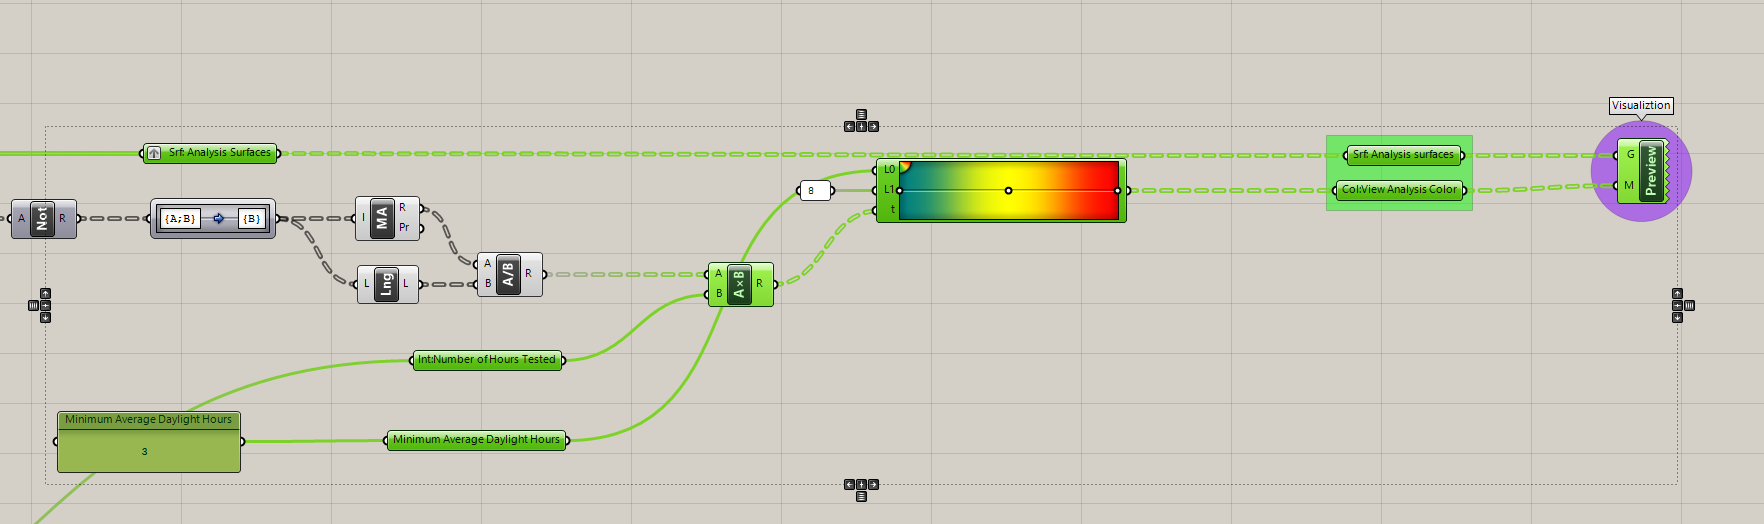 Visualiztion
Srf: Analysis Surfaces
Srf: Analysis surfaces
G
Preview
M
Col:View Analysis Color
L0
L1
t
8
A
Not
R
{A;B}
{B}
I
MA
R
Pr
L
Lng
L
A
B
A/B
R
A
B
A×B
R
Int:Number of Hours Tested
Minimum Average Daylight Hours
3
Minimum Average Daylight Hours